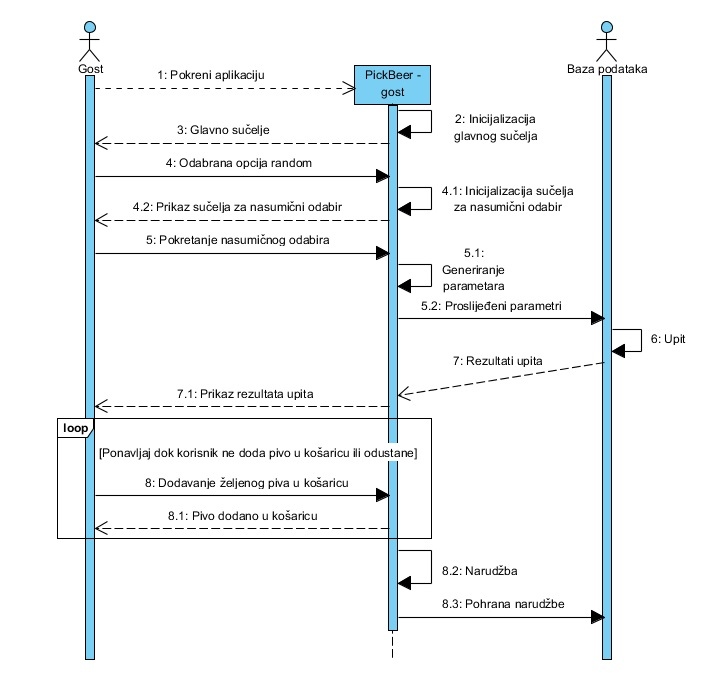 Gost
Baza podataka
1: Pokreni aplikaciju
PickBeer -
gost
2: Inicijalizacija
glavnog sučelja
3: Glavno sučelje
4: Odabrana opcija random
4.1: Inicijalizacija sučelja
za nasumični odabir
4.2: Prikaz sučelja za nasumični odabir
5: Pokretanje nasumičnog odabira
5.1:
Generiranje
parametara
5.2: Proslijeđeni parametri
6: Upit
7: Rezultati upita
7.1: Prikaz rezultata upita
loop
[Ponavljaj dok korisnik ne doda pivo u košaricu ili odustane]
8: Dodavanje željenog piva u košaricu
8.1: Pivo dodano u košaricu
8.2: Narudžba
8.3: Pohrana narudžbe